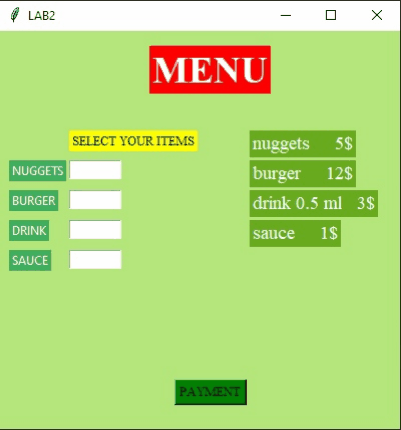 LAB2
MENU
SELECT YOUR ITEMS
NUGGETS
BURGER
DRINK
SAUCE
nuggets 5$
burger 12$
drink 0.5 ml 3$
sauce 1$
PAYMENT